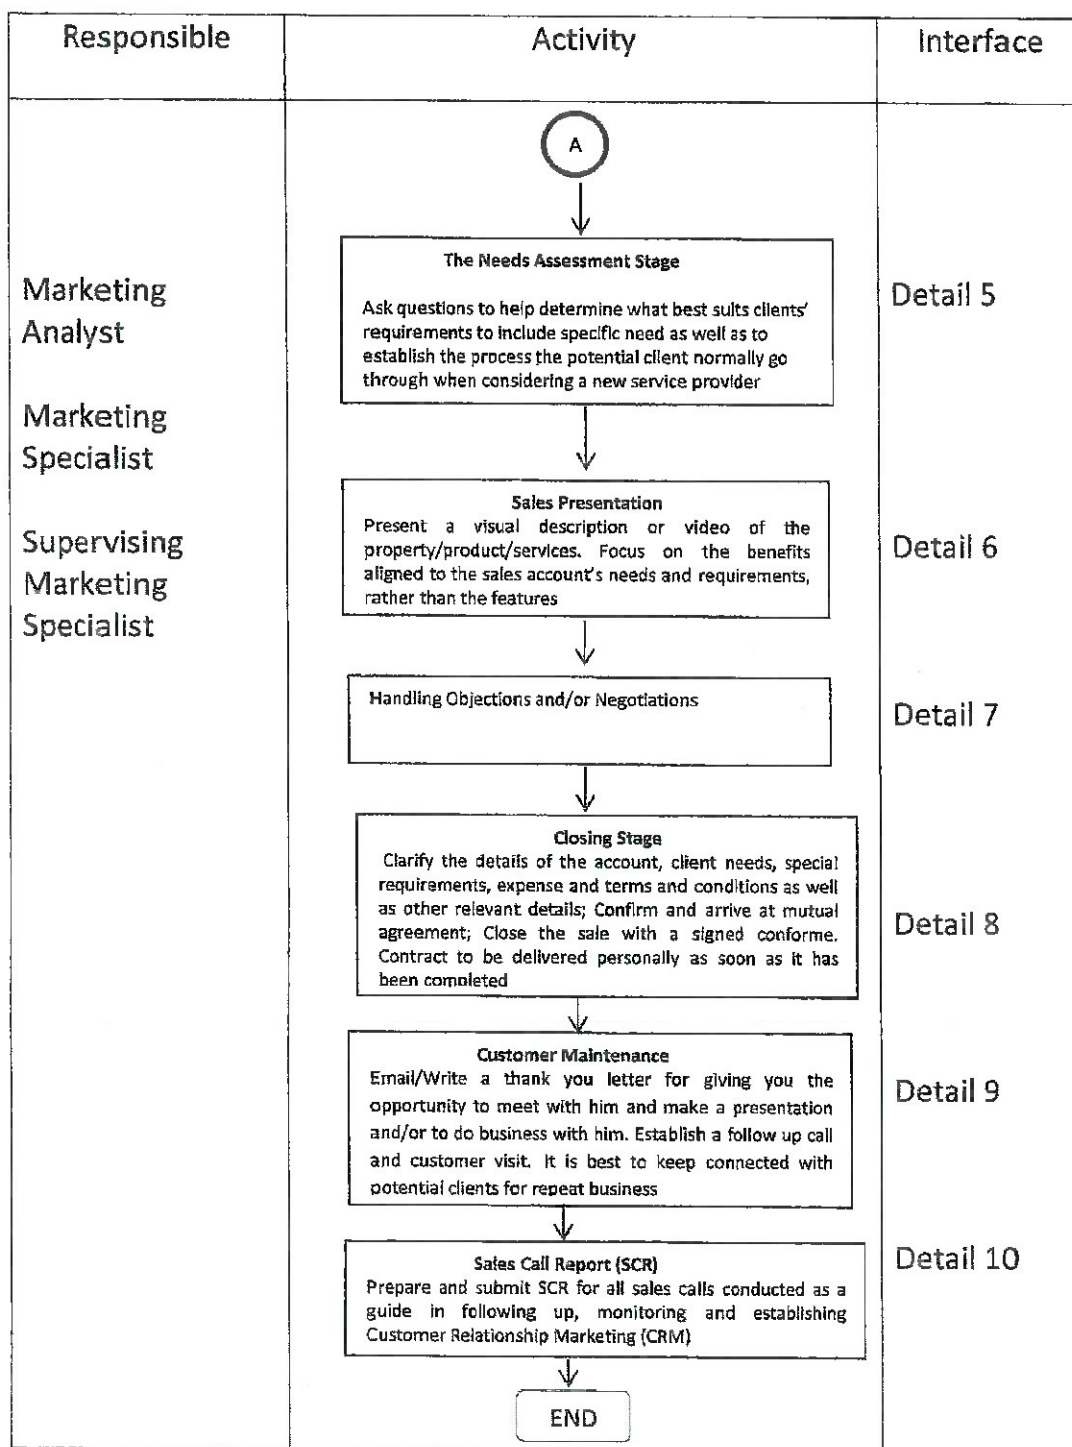 Responsible Activity Interface
A
The Needs Assessment Stage
Marketing
Analyst
Detail 5
Ask questions to help determine what best suits clients'
requirements to include specific need as well as to
establish the process the potential client normally go
through when considering a new service provider
Marketing
Specialist
Sales Presentation
Present a visual description or video of the
property/product/services. Focus on the benefits
aligned to the sales account's needs and requirements,
rather than the features
Supervising
Marketing
Specialist
Detail 6
Handling Objections and/or Negotiations
Detail 7
Closing Stage
Clarify the details of the account, client needs, special
requirements, expense and terms and conditions as well
as other relevant details; Confirm and arrive at mutual
agreement; Close the sale with a signed conforme.
Contract to be delivered personally as soon as it has
been completed
Detail 8
Customer Maintenance
Email/Write a thank you letter for giving you the
opportunity to meet with him and make a presentation
and/or to do business with him. Establish a follow up call
and customer visit. It is best to keep connected with
potential clients for repeat business
Detail 9
Sales Call Report (SCR)
Prepare and submit SCR for all sales calls conducted as a
guide in following up, monitoring and establishing
Customer Relationship Marketing (CRM)
Detail 10
END